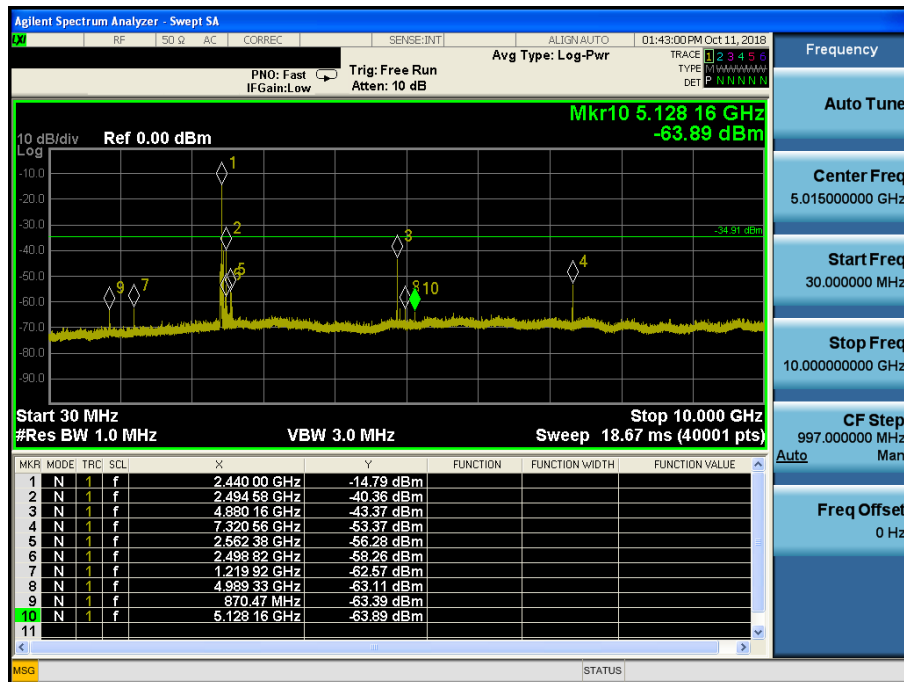 Agilent Spectrum Analyzer - Swept SA
LXI RF 50 Ω AC CORREC SENSE:INT ALIGN AUTO 01:43:00 PM Oct 11, 2018
Avg Type: Log-Pwr TRACE 1 2 3 4 5 6
PNO: Fast Trig: Free Run TYPE M W W W W W
IFGain:Low Atten: 10 dB DET P N N N N N
Mkr10 5.128 16 GHz
-63.89 dBm
10 dB/div Ref 0.00 dBm
Log
-10.0
-20.0
-30.0
-40.0
-50.0
-60.0
-70.0
-80.0
-90.0
-34.91 dBm
1
2
3
4
5
9
7
8
10
Start 30 MHz Stop 10.000 GHz
#Res BW 1.0 MHz VBW 3.0 MHz Sweep 18.67 ms (40001 pts)
MKR MODE TRC SCL X Y FUNCTION FUNCTION WIDTH FUNCTION VALUE
1 N 1 f 2.440 00 GHz -14.79 dBm
2 N 1 f 2.494 58 GHz -40.36 dBm
3 N 1 f 4.880 16 GHz -43.37 dBm
4 N 1 f 7.320 56 GHz -53.37 dBm
5 N 1 f 2.562 38 GHz -56.28 dBm
6 N 1 f 2.498 82 GHz -58.26 dBm
7 N 1 f 1.219 92 GHz -62.57 dBm
8 N 1 f 4.989 33 GHz -63.11 dBm
9 N 1 f 870.47 MHz -63.39 dBm
10 N 1 f 5.128 16 GHz -63.89 dBm
11
MSG STATUS
Frequency
Auto Tune
Center Freq
5.015000000 GHz
Start Freq
30.000000 MHz
Stop Freq
10.000000000 GHz
CF Step
997.000000 MHz
Auto Man
Freq Offset
0 Hz